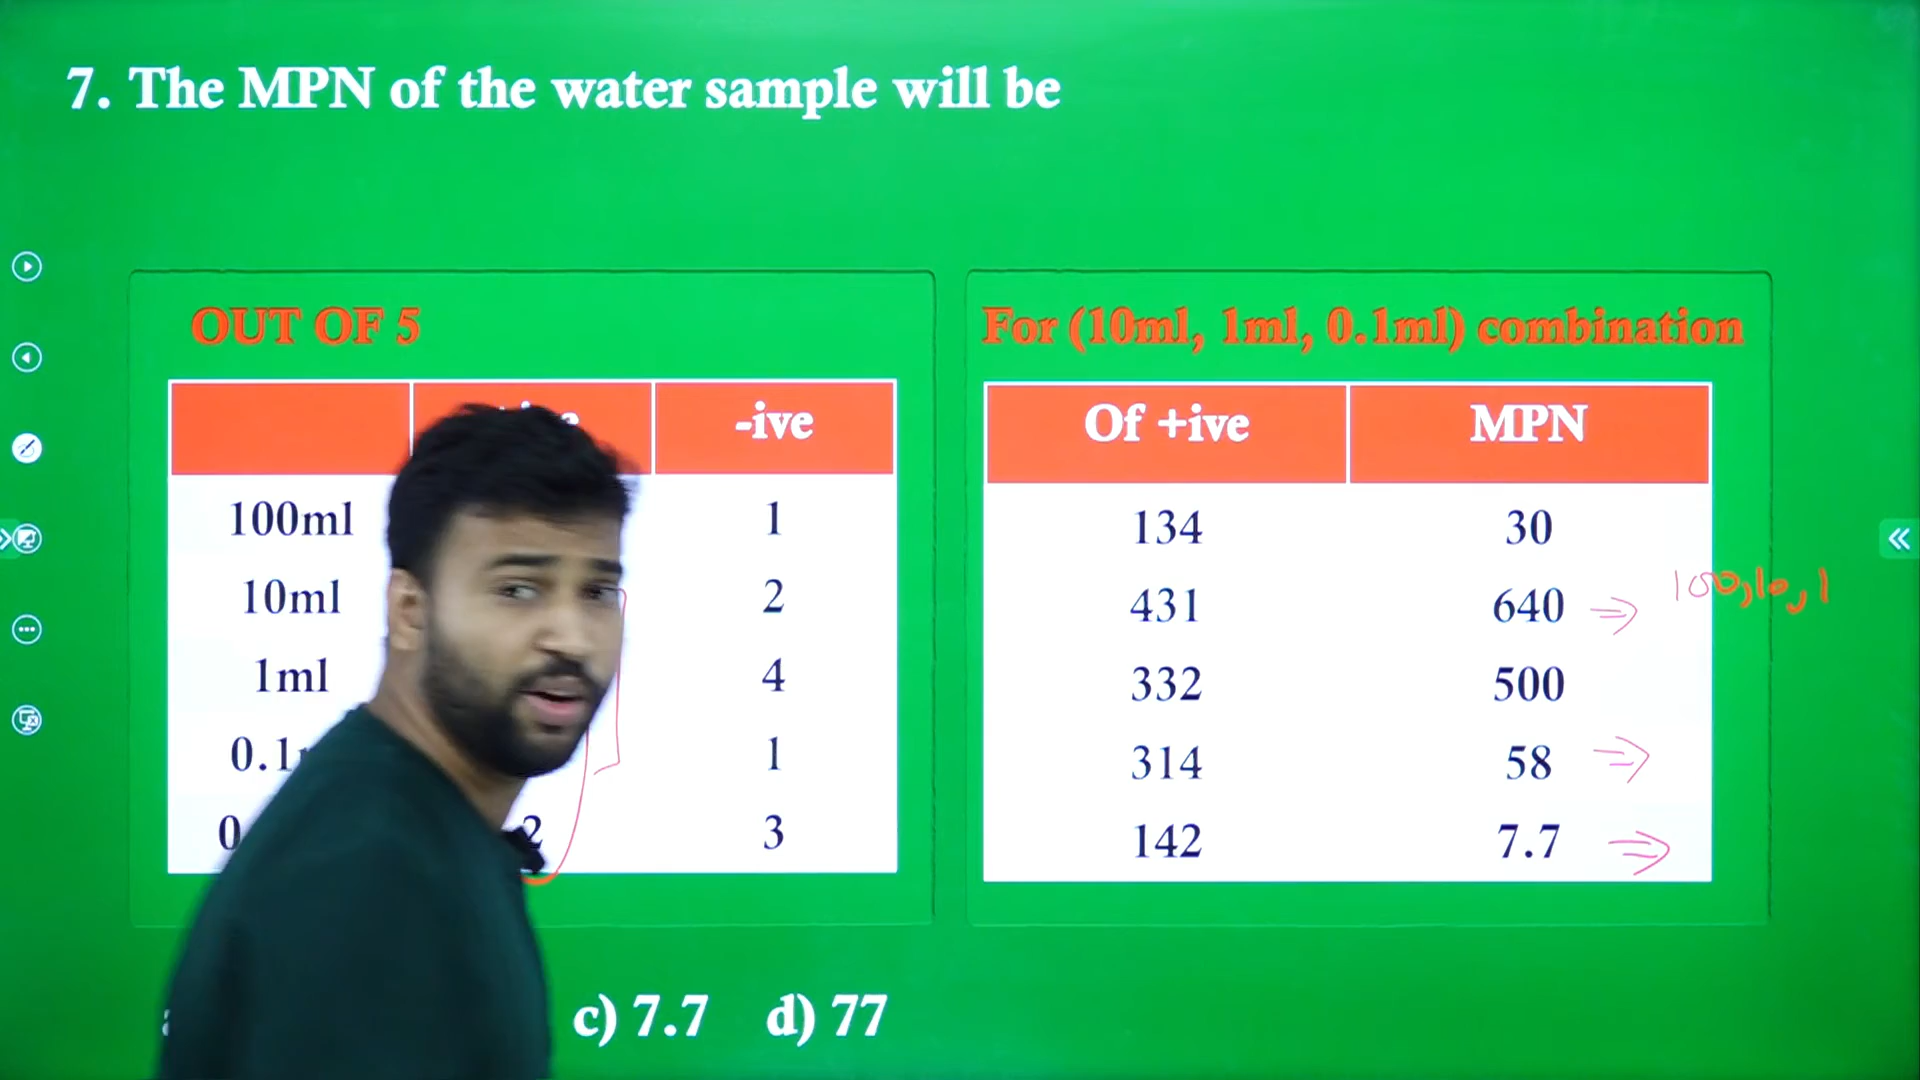 7. The MPN of the water sample will be
OUT OF 5
-ive
100ml 1
10ml 2
1ml 4
1
2 3
For (10ml, 1ml, 0.1ml) combination
Of +ive MPN
134 30
431 640
100, 10, 1
332 500
314 58
142 7.7
c) 7.7 d) 77